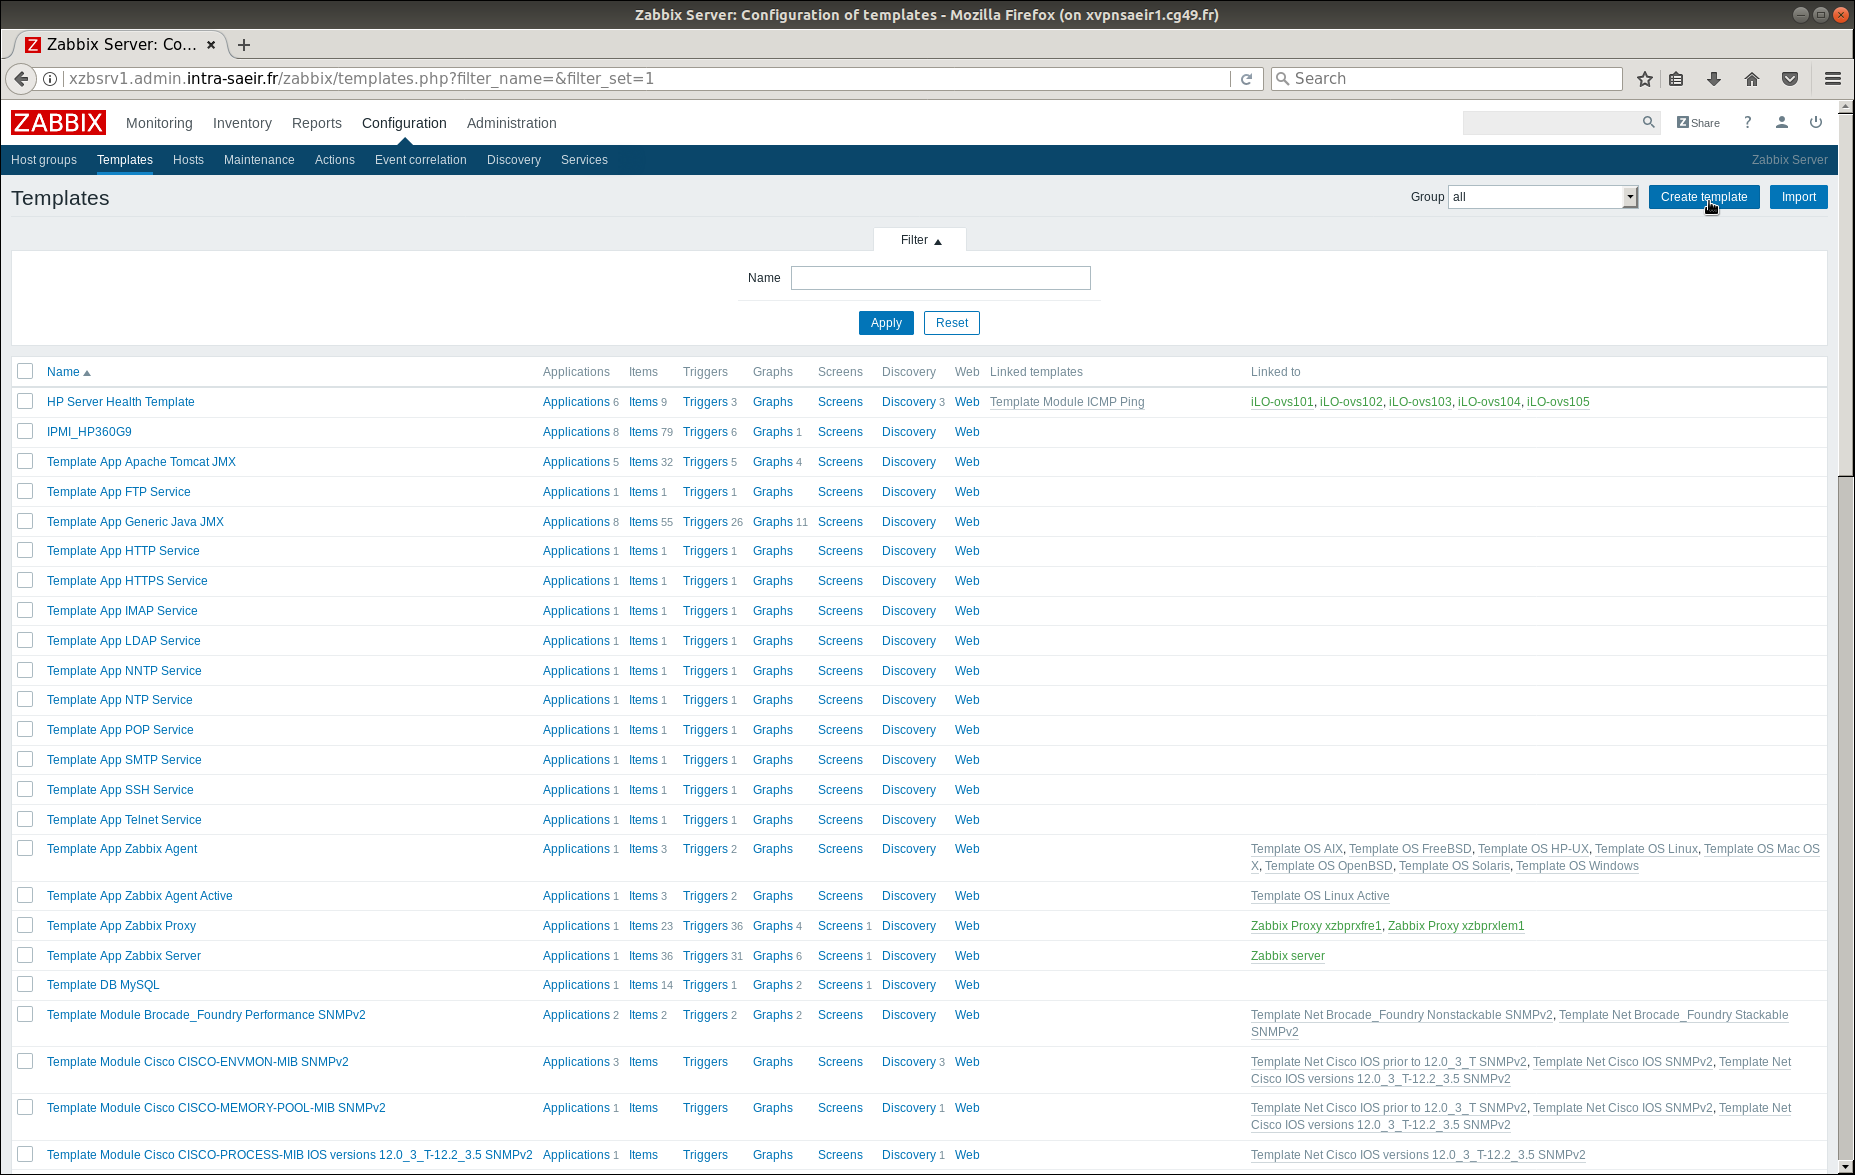 Zabbix Server: Configuration of templates - Mozilla Firefox (on xvpnsaeir1.cg49.fr)
Z Zabbix Server: Co... × +
xzbsrv1.admin.intra-saeir.fr/zabbix/templates.php?filter_name=&filter_set=1 Search
ZABBIX Monitoring Inventory Reports Configuration Administration Z Share ?
Host groups Templates Hosts Maintenance Actions Event correlation Discovery Services Zabbix Server
Templates Group all Create template Import
Filter ▲
Name
Apply Reset
Name ▲ Applications Items Triggers Graphs Screens Discovery Web Linked templates Linked to
HP Server Health Template Applications 6 Items 9 Triggers 3 Graphs Screens Discovery 3 Web Template Module ICMP Ping iLO-ovs101, iLO-ovs102, iLO-ovs103, iLO-ovs104, iLO-ovs105
IPMI_HP360G9 Applications 8 Items 79 Triggers 6 Graphs 1 Screens Discovery Web
Template App Apache Tomcat JMX Applications 5 Items 32 Triggers 5 Graphs 4 Screens Discovery Web
Template App FTP Service Applications 1 Items 1 Triggers 1 Graphs Screens Discovery Web
Template App Generic Java JMX Applications 8 Items 55 Triggers 26 Graphs 11 Screens Discovery Web
Template App HTTP Service Applications 1 Items 1 Triggers 1 Graphs Screens Discovery Web
Template App HTTPS Service Applications 1 Items 1 Triggers 1 Graphs Screens Discovery Web
Template App IMAP Service Applications 1 Items 1 Triggers 1 Graphs Screens Discovery Web
Template App LDAP Service Applications 1 Items 1 Triggers 1 Graphs Screens Discovery Web
Template App NNTP Service Applications 1 Items 1 Triggers 1 Graphs Screens Discovery Web
Template App NTP Service Applications 1 Items 1 Triggers 1 Graphs Screens Discovery Web
Template App POP Service Applications 1 Items 1 Triggers 1 Graphs Screens Discovery Web
Template App SMTP Service Applications 1 Items 1 Triggers 1 Graphs Screens Discovery Web
Template App SSH Service Applications 1 Items 1 Triggers 1 Graphs Screens Discovery Web
Template App Telnet Service Applications 1 Items 1 Triggers 1 Graphs Screens Discovery Web
Template App Zabbix Agent Applications 1 Items 3 Triggers 2 Graphs Screens Discovery Web Template OS AIX, Template OS FreeBSD, Template OS HP-UX, Template OS Linux, Template OS Mac OS
X, Template OS OpenBSD, Template OS Solaris, Template OS Windows
Template App Zabbix Agent Active Applications 1 Items 3 Triggers 2 Graphs Screens Discovery Web Template OS Linux Active
Template App Zabbix Proxy Applications 1 Items 23 Triggers 36 Graphs 4 Screens 1 Discovery Web Zabbix Proxy xzbprxfre1, Zabbix Proxy xzbprxlem1
Template App Zabbix Server Applications 1 Items 36 Triggers 31 Graphs 6 Screens 1 Discovery Web Zabbix server
Template DB MySQL Applications 1 Items 14 Triggers 1 Graphs 2 Screens 1 Discovery Web
Template Module Brocade_Foundry Performance SNMPv2 Applications 2 Items 2 Triggers 2 Graphs 2 Screens Discovery Web Template Net Brocade_Foundry Nonstackable SNMPv2, Template Net Brocade_Foundry Stackable
SNMPv2
Template Module Cisco CISCO-ENVMON-MIB SNMPv2 Applications 3 Items Triggers Graphs Screens Discovery 3 Web Template Net Cisco IOS prior to 12.0_3_T SNMPv2, Template Net Cisco IOS SNMPv2, Template Net
Cisco IOS versions 12.0_3_T-12.2_3.5 SNMPv2
Template Module Cisco CISCO-MEMORY-POOL-MIB SNMPv2 Applications 1 Items Triggers Graphs Screens Discovery 1 Web Template Net Cisco IOS prior to 12.0_3_T SNMPv2, Template Net Cisco IOS SNMPv2, Template Net
Cisco IOS versions 12.0_3_T-12.2_3.5 SNMPv2
Template Module Cisco CISCO-PROCESS-MIB IOS versions 12.0_3_T-12.2_3.5 SNMPv2 Applications 1 Items Triggers Graphs Screens Discovery 1 Web Template Net Cisco IOS versions 12.0_3_T-12.2_3.5 SNMPv2